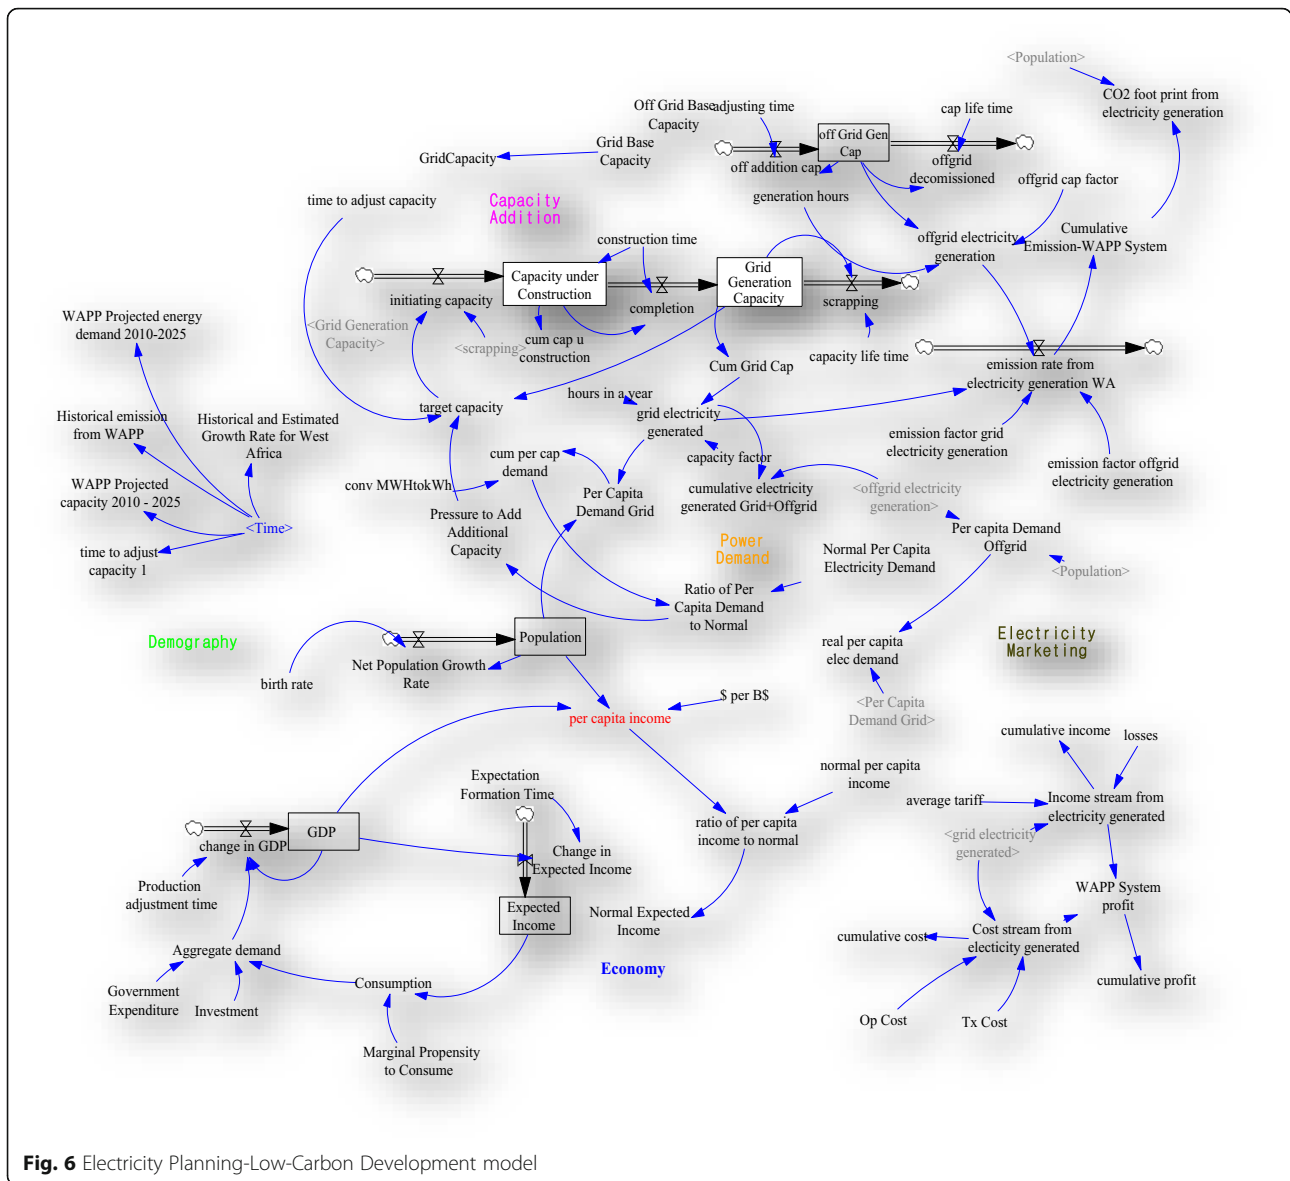 <Population>
CO2 foot print from
electricity generation
Off Grid Base
Capacity
adjusting time
off Grid Gen
Cap
cap life time
GridCapacity
Grid Base
Capacity
off addition cap
offgrid
decomissioned
generation hours
offgrid cap factor
time to adjust capacity
Capacity
Addition
Cumulative
Emission-WAPP System
offgrid electricity
generation
construction time
Capacity under
Construction
Grid
Generation
Capacity
initiating capacity
completion
scrapping
WAPP Projected energy
demand 2010-2025
<Grid Generation
Capacity>
<scrapping>
cum cap u
construction
capacity life time
Cum Grid Cap
emission rate from
electricity generation WA
hours in a year
target capacity
grid electricity
generated
Historical emission
from WAPP
Historical and Estimated
Growth Rate for West
Africa
emission factor grid
electricity generation
cum per cap
demand
capacity factor
emission factor offgrid
electricity generation
WAPP Projected
capacity 2010 - 2025
conv MWHtokWh
Per Capita
Demand Grid
cumulative electricity
generated Grid+Offgrid
<offgrid electricity
generation>
<Time>
Pressure to Add
Additional
Capacity
Power
Demand
Per capita Demand
Offgrid
time to adjust
capacity 1
Normal Per Capita
Electricity Demand
<Population>
Ratio of Per
Capita Demand
to Normal
Demography
Population
Electricity
Marketing
real per capita
elec demand
Net Population Growth
Rate
birth rate
<Per Capita
Demand Grid>
$ per B$
per capita income
cumulative income
losses
Expectation
Formation Time
normal per capita
income
average tariff
Income stream from
electricity generated
GDP
change in GDP
ratio of per capita
income to normal
<grid electricity
generated>
Change in
Expected Income
Production
adjustment time
WAPP System
profit
Expected
Income
Normal Expected
Income
Aggregate demand
cumulative cost
Cost stream from
electicity generated
Economy
Government
Expenditure
Investment
Consumption
cumulative profit
Op Cost
Tx Cost
Marginal Propensity
to Consume
Fig. 6 Electricity Planning-Low-Carbon Development model